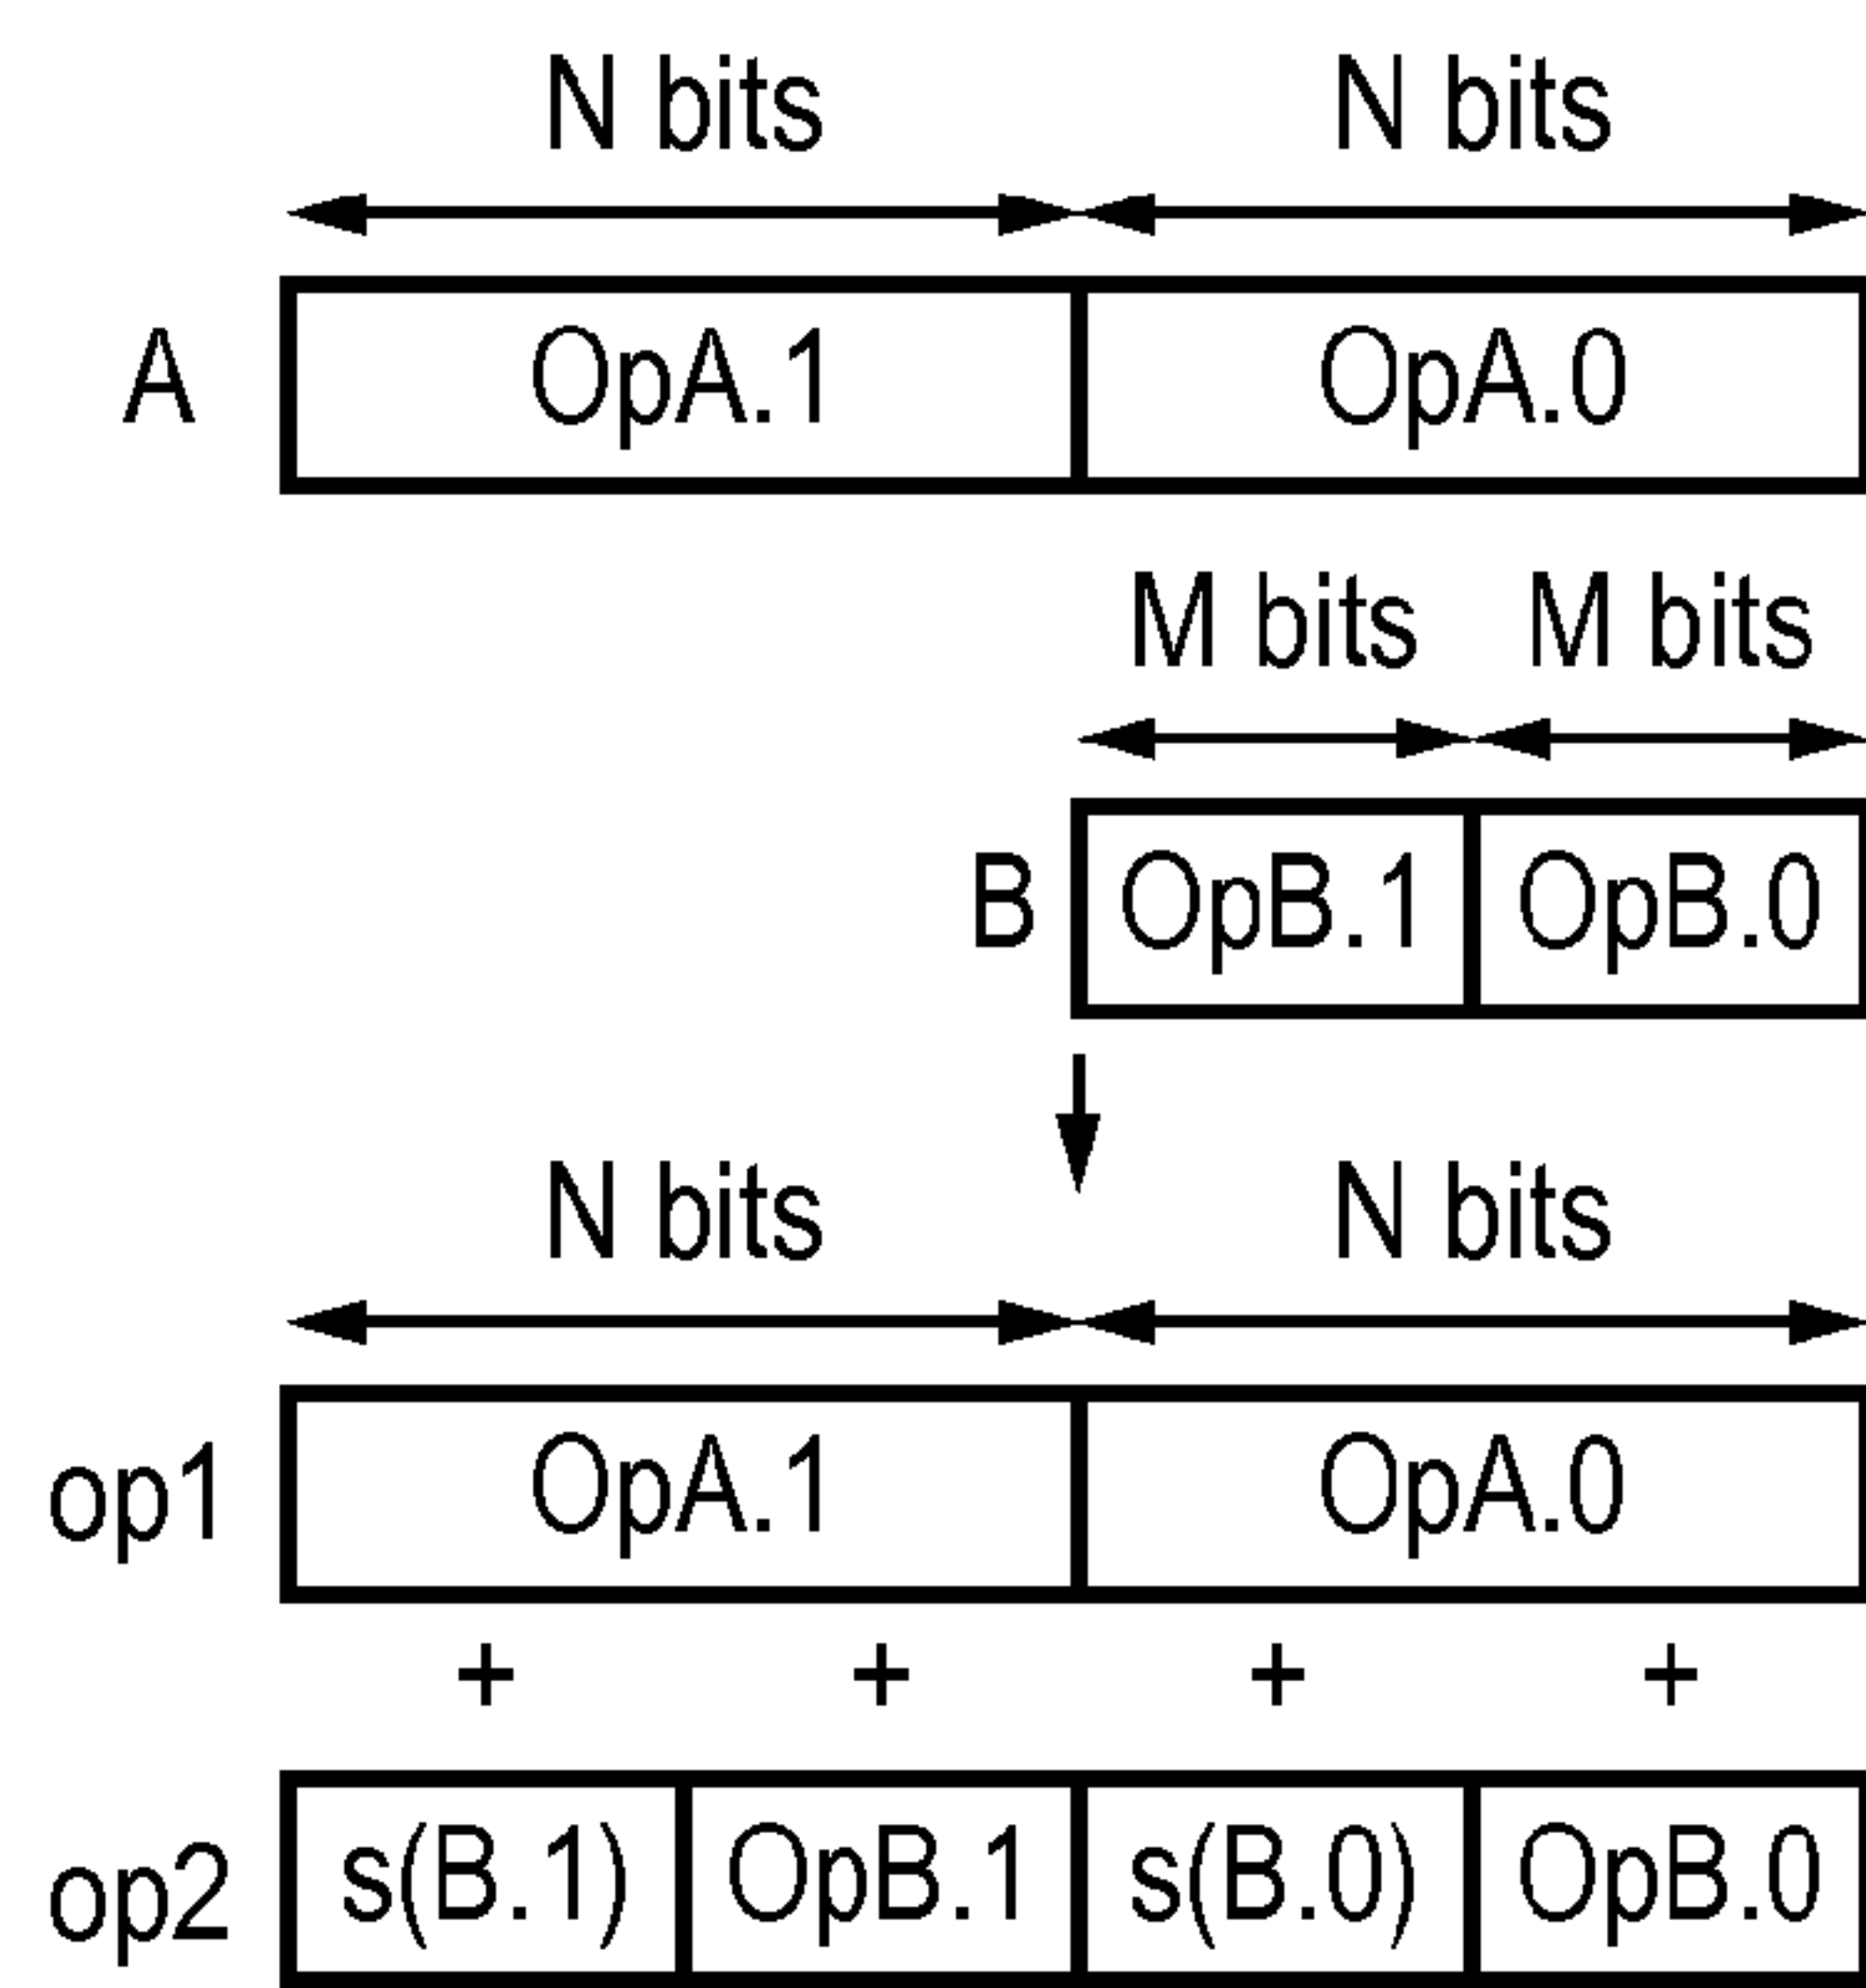 N bits N bits
A OpA.1 OpA.0
M bits M bits
B OpB.1 OpB.0
N bits N bits
op1 OpA.1 OpA.0
+ + + +
op2 s(B.1) OpB.1 s(B.0) OpB.0